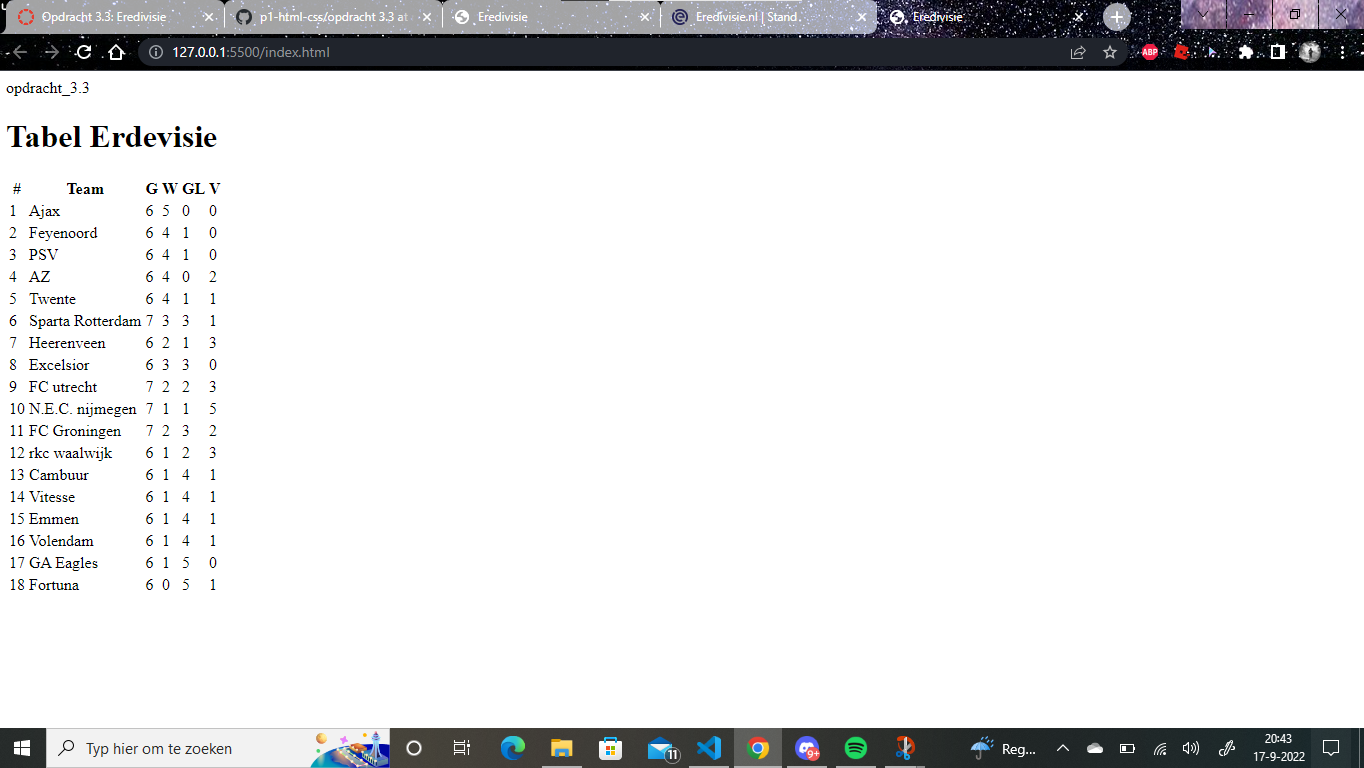 Opdracht 3.3: Eredivisie
p1-html-css/opdracht 3.3 at
Eredivisie
Eredivisie.nl | Stand
Eredivisie
127.0.0.1:5500/index.html
ABP
opdracht_3.3
Tabel Erdevisie
# Team G W GL V
1 Ajax 6 5 0 0
2 Feyenoord 6 4 1 0
3 PSV 6 4 1 0
4 AZ 6 4 0 2
5 Twente 6 4 1 1
6 Sparta Rotterdam 7 3 3 1
7 Heerenveen 6 2 1 3
8 Excelsior 6 3 3 0
9 FC utrecht 7 2 2 3
10 N.E.C. nijmegen 7 1 1 5
11 FC Groningen 7 2 3 2
12 rkc waalwijk 6 1 2 3
13 Cambuur 6 1 4 1
14 Vitesse 6 1 4 1
15 Emmen 6 1 4 1
16 Volendam 6 1 4 1
17 GA Eagles 6 1 5 0
18 Fortuna 6 0 5 1
Typ hier om te zoeken
11
9+
Reg...
20:43
17-9-2022